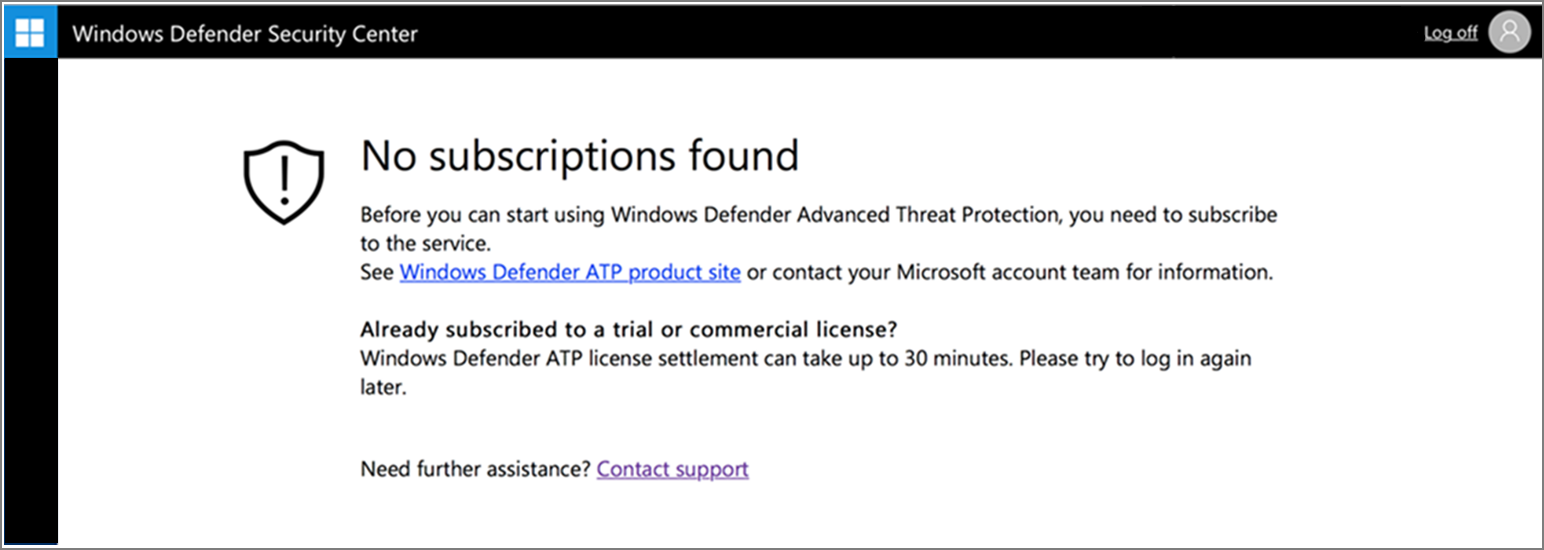 Windows Defender Security Center
Log off
No subscriptions found
Before you can start using Windows Defender Advanced Threat Protection, you need to subscribe
to the service.
See Windows Defender ATP product site or contact your Microsoft account team for information.
Already subscribed to a trial or commercial license?
Windows Defender ATP license settlement can take up to 30 minutes. Please try to log in again
later.
Need further assistance? Contact support